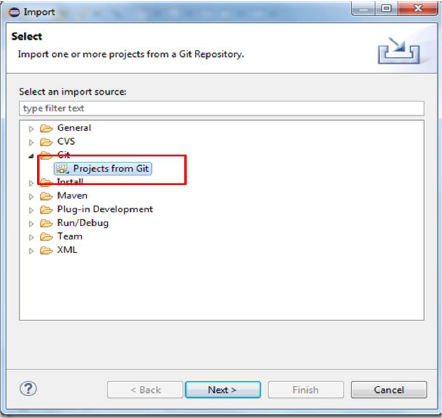 Import
Select
Import one or more projects from a Git Repository.
Select an import source:
type filter text
General
CVS
Git
Projects from Git
Install
Maven
Plug-in Development
Run/Debug
Team
XML
?
< Back
Next >
Finish
Cancel